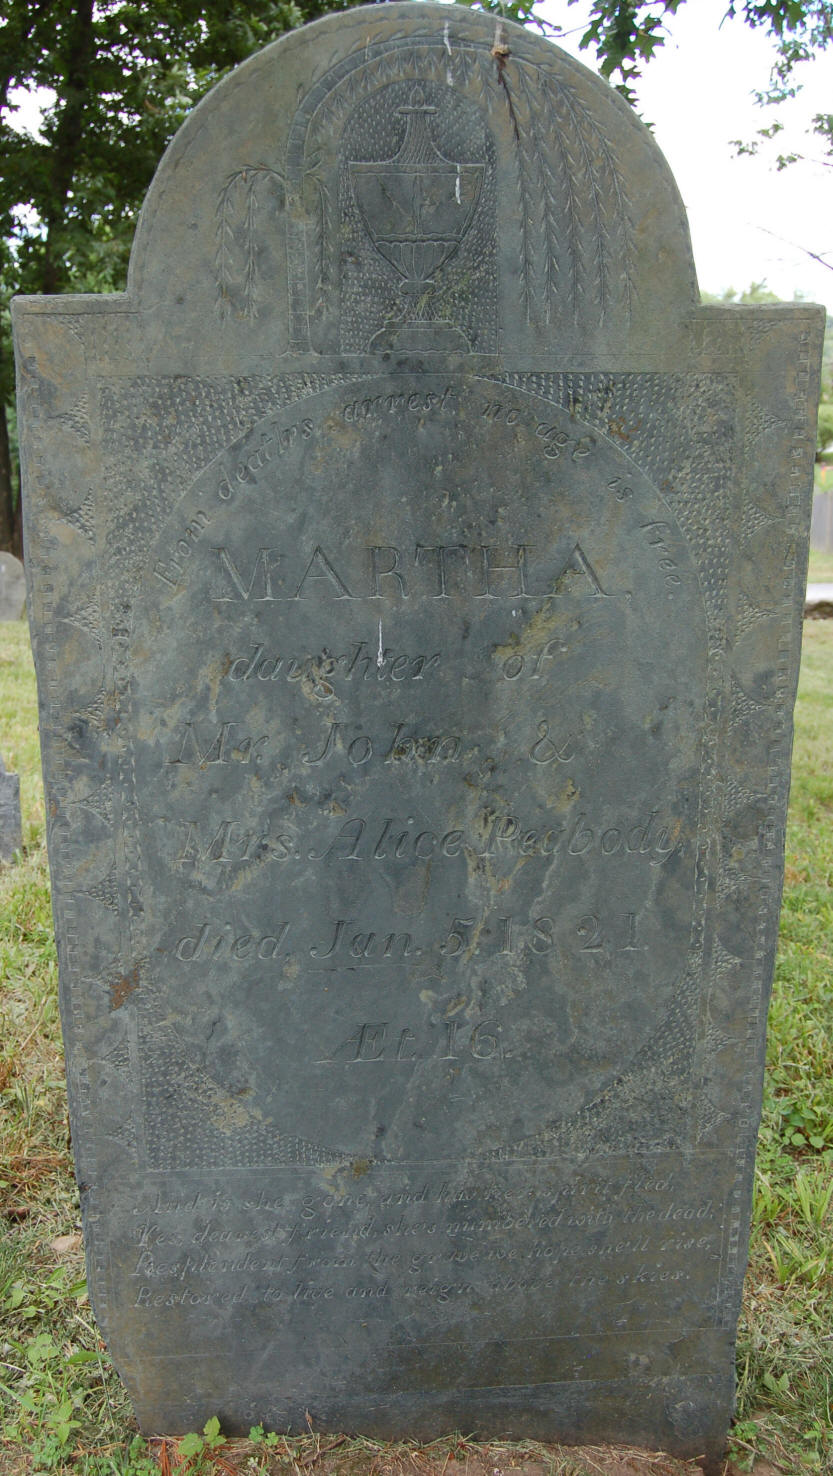 From deaths arrest no age is free.
MARTHA,
daughter of
Mr. John, &
Mrs. Alice Peabody,
died, Jan. 5, 1821.
Æt. 16.
And is she gone, and has her spirit fled,
Yes, dearest friend, she's numbered with the dead,
Resplendent from the grave we hope she'll rise,
Restored to live and reign above the skies.